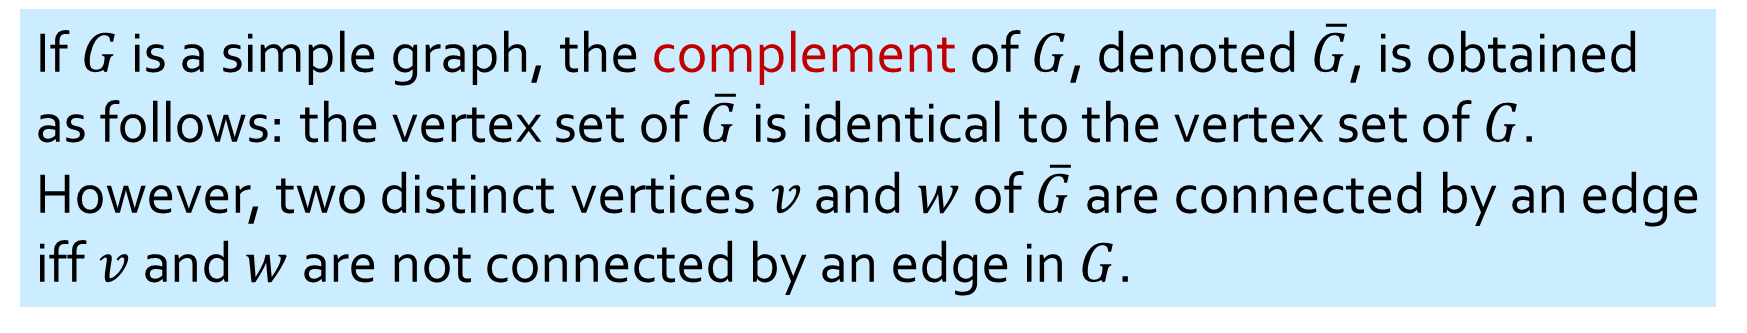 If 𝐺 is a simple graph, the complement of 𝐺, denoted 𝐺̅, is obtained
as follows: the vertex set of 𝐺̅ is identical to the vertex set of 𝐺.
However, two distinct vertices 𝑣 and 𝑤 of 𝐺̅ are connected by an edge
iff 𝑣 and 𝑤 are not connected by an edge in 𝐺.